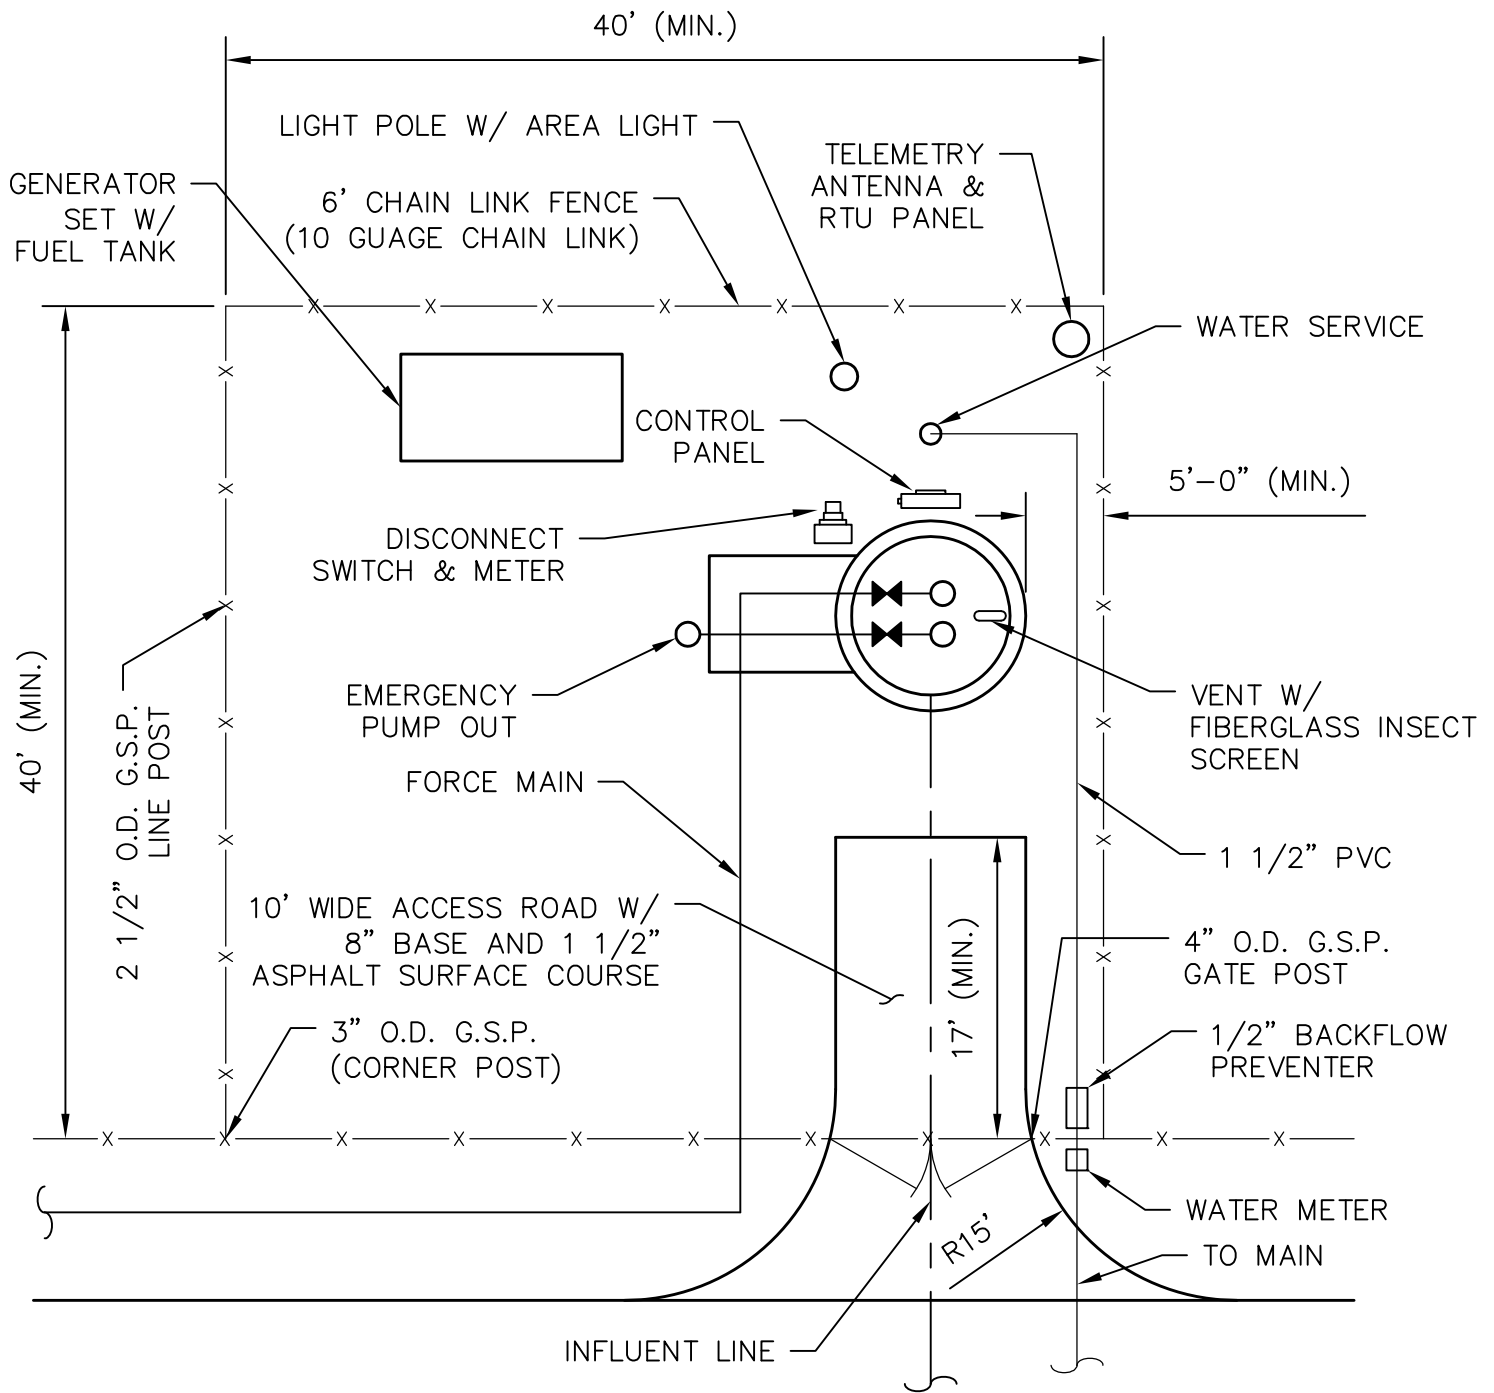 40' (MIN.)
LIGHT POLE W/ AREA LIGHT
TELEMETRY
ANTENNA &
RTU PANEL
GENERATOR
SET W/
FUEL TANK
6' CHAIN LINK FENCE
(10 GUAGE CHAIN LINK)
WATER SERVICE
CONTROL
PANEL
5'-0" (MIN.)
DISCONNECT
SWITCH & METER
40' (MIN.)
2 1/2" O.D. G.S.P.
LINE POST
EMERGENCY
PUMP OUT
VENT W/
FIBERGLASS INSECT
SCREEN
FORCE MAIN
1 1/2" PVC
10' WIDE ACCESS ROAD W/
8" BASE AND 1 1/2"
ASPHALT SURFACE COURSE
17' (MIN.)
4" O.D. G.S.P.
GATE POST
3" O.D. G.S.P.
(CORNER POST)
1/2" BACKFLOW
PREVENTER
WATER METER
R15'
TO MAIN
INFLUENT LINE